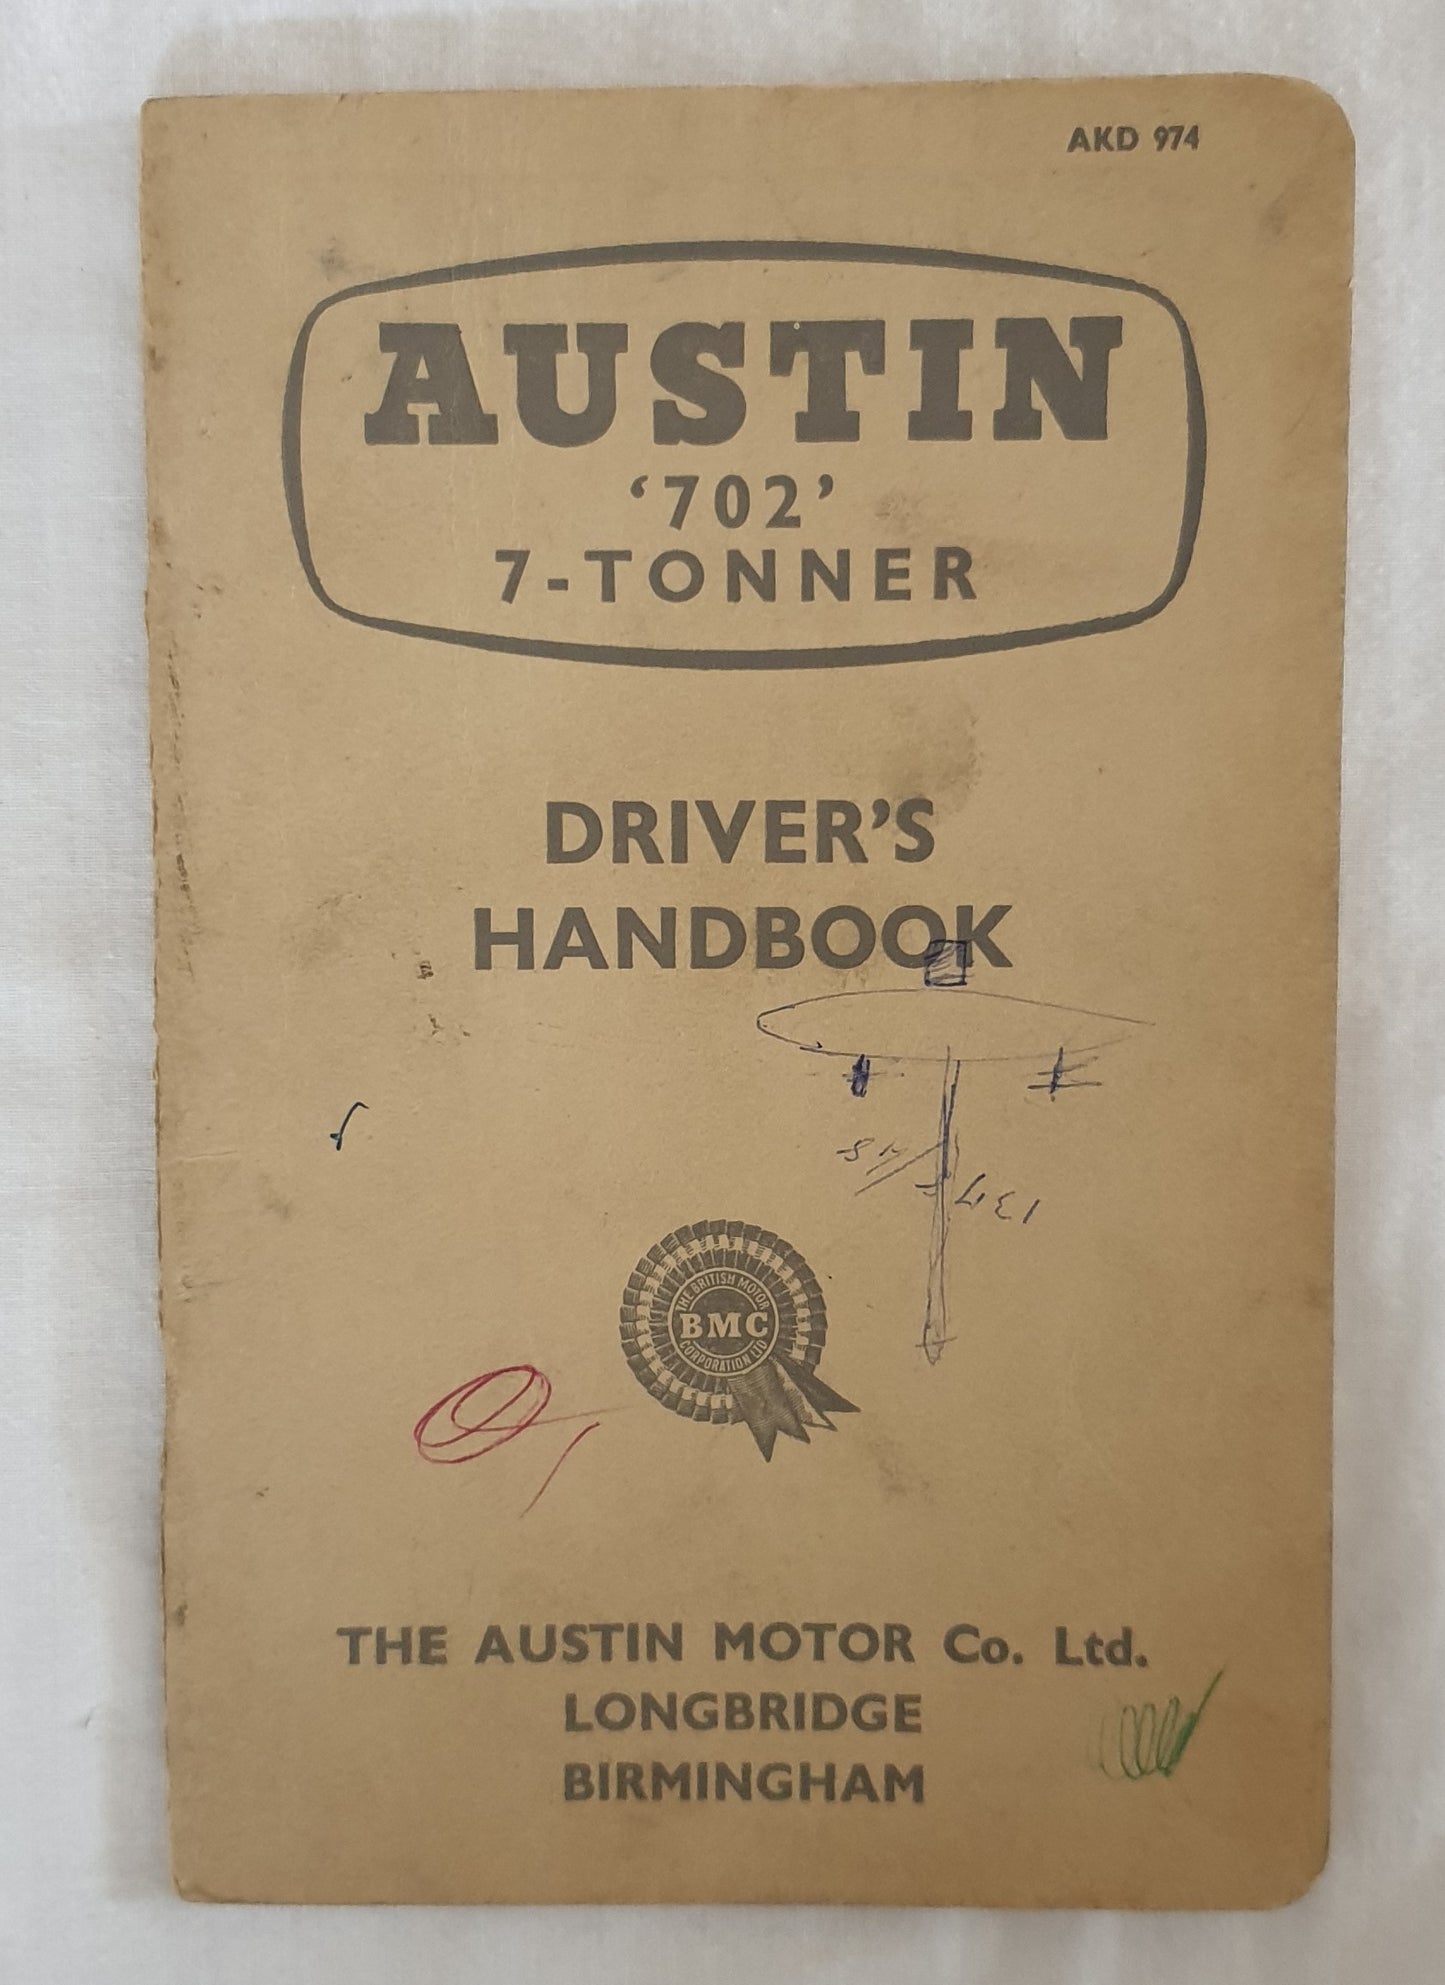 AKD 974
AUSTIN
‘702’
7-TONNER
DRIVER’S
HANDBOOK
THE BRITISH MOTOR
BMC
CORPORATION LTD
THE AUSTIN MOTOR Co. Ltd.
LONGBRIDGE
BIRMINGHAM